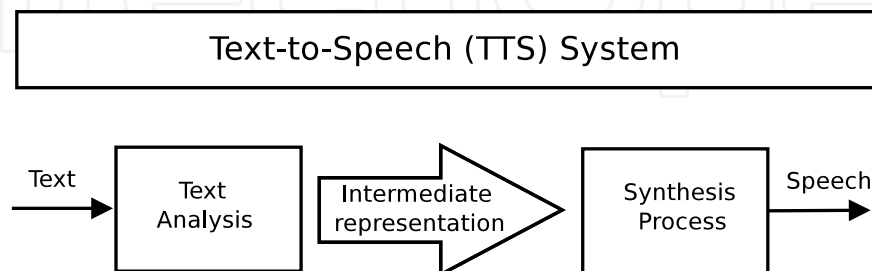 Text-to-Speech (TTS) System
Text
Text
Analysis
Intermediate
representation
Synthesis
Process
Speech